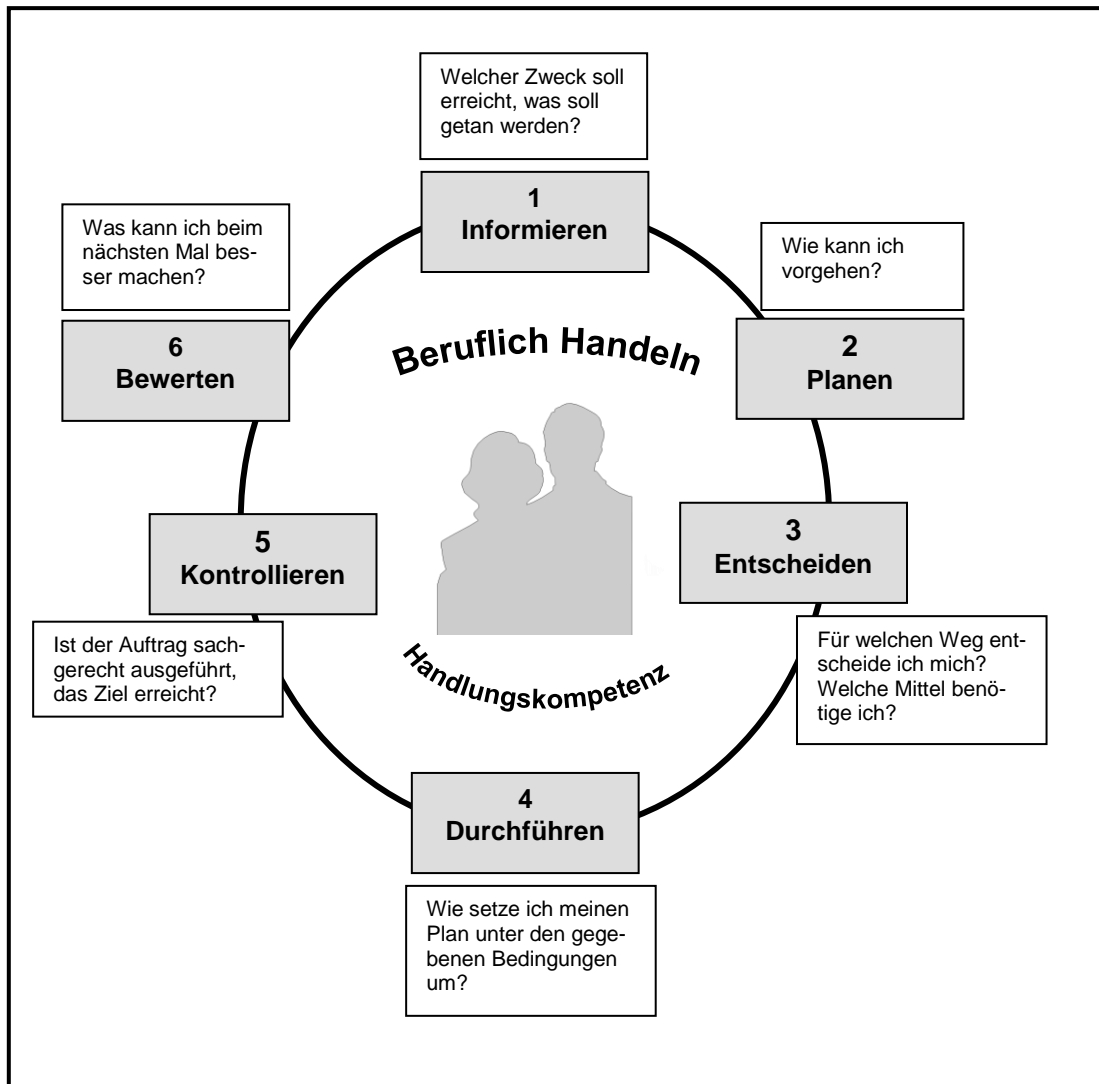 Welcher Zweck soll
erreicht, was soll
getan werden?
1
Informieren
Wie kann ich
vorgehen?
2
Planen
3
Entscheiden
Für welchen Weg ent-
scheide ich mich?
Welche Mittel benö-
tige ich?
4
Durchführen
Wie setze ich meinen
Plan unter den gege-
benen Bedingungen
um?
5
Kontrollieren
Ist der Auftrag sach-
gerecht ausgeführt,
das Ziel erreicht?
Was kann ich beim
nächsten Mal bes-
ser machen?
6
Bewerten
Beruflich Handeln
Handlungskompetenz